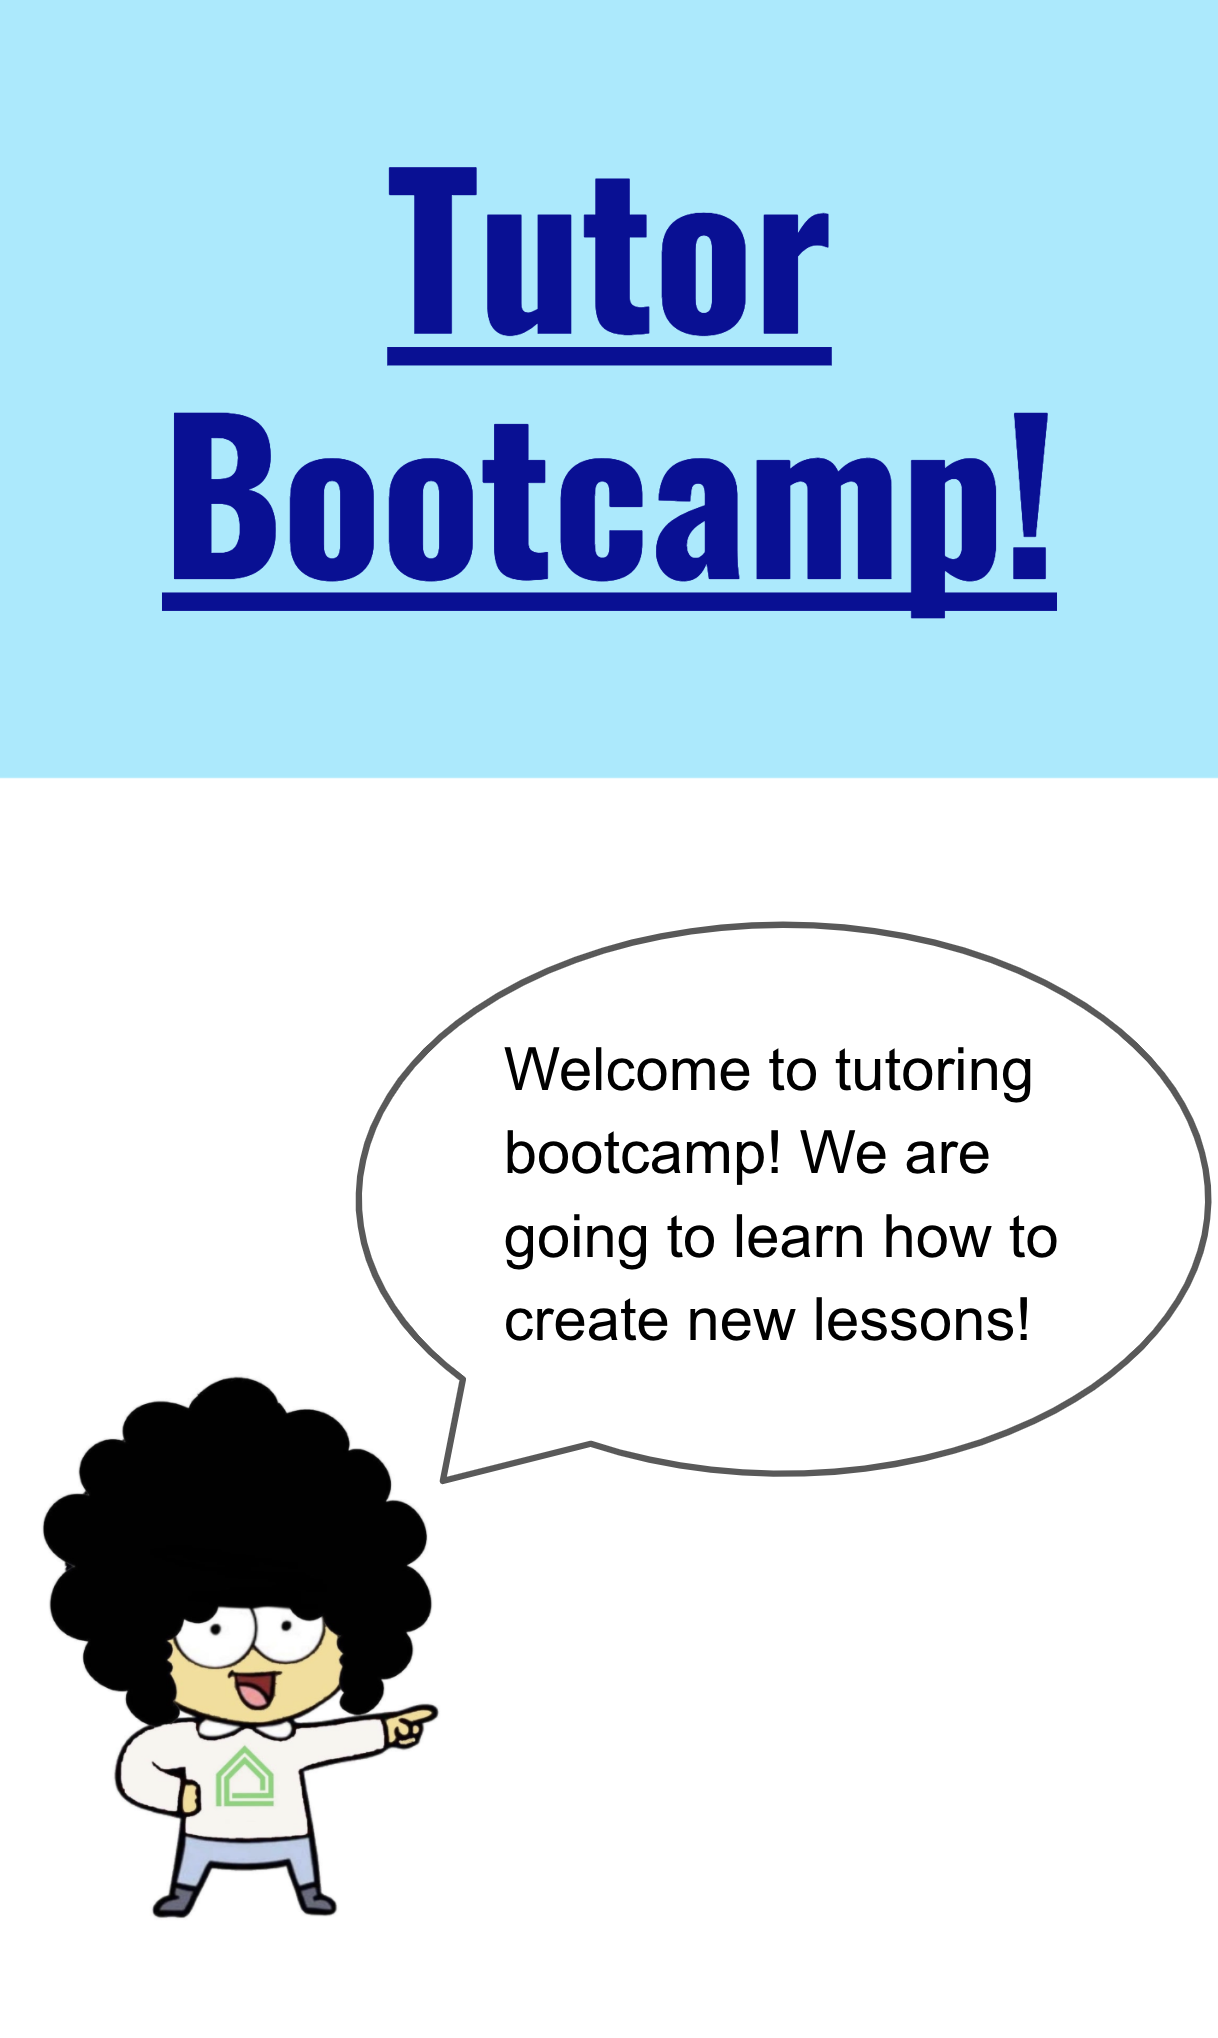 Tutor
Bootcamp!
Welcome to tutoring
bootcamp! We are
going to learn how to
create new lessons!